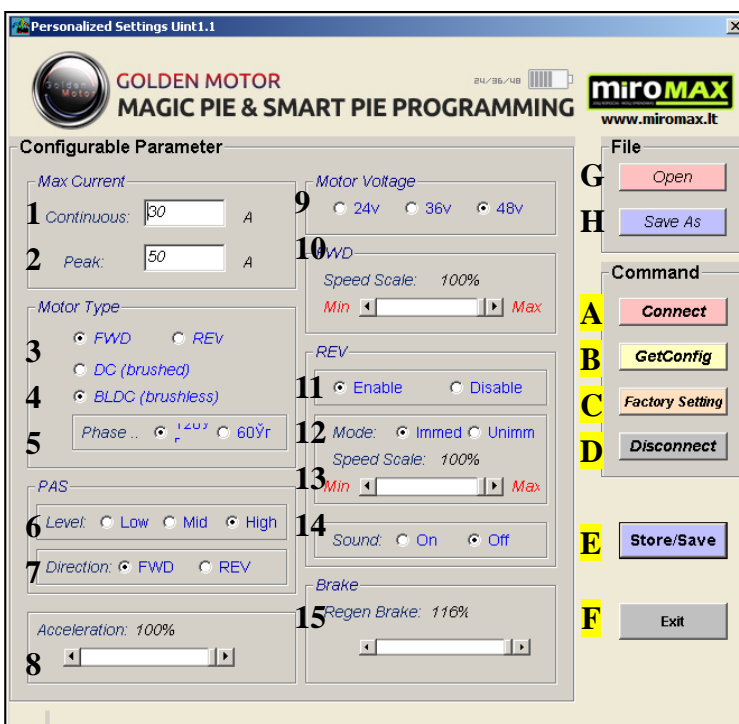 Personalized Settings Uint1.1
GOLDEN MOTOR
MAGIC PIE & SMART PIE PROGRAMMING
24/36/48
miroMAX
www.miromax.lt
Configurable Parameter
Max Current
1 Continuous: 30 A
2 Peak: 50 A
Motor Type
3 FWD REV
DC (brushed)
4 BLDC (brushless)
5 Phase .. 60Ўг
PAS
6 Level: Low Mid High
7 Direction: FWD REV
Acceleration: 100%
8
Motor Voltage
9 24v 36v 48v
10 FWD
Speed Scale: 100%
Min Max
REV
11 Enable Disable
12 Mode: Immed Unimm
Speed Scale: 100%
13 Min Max
14 Sound: On Off
Brake
15 Regen Brake: 116%
File
G Open
H Save As
Command
A Connect
B GetConfig
C Factory Setting
D Disconnect
E Store/Save
F Exit